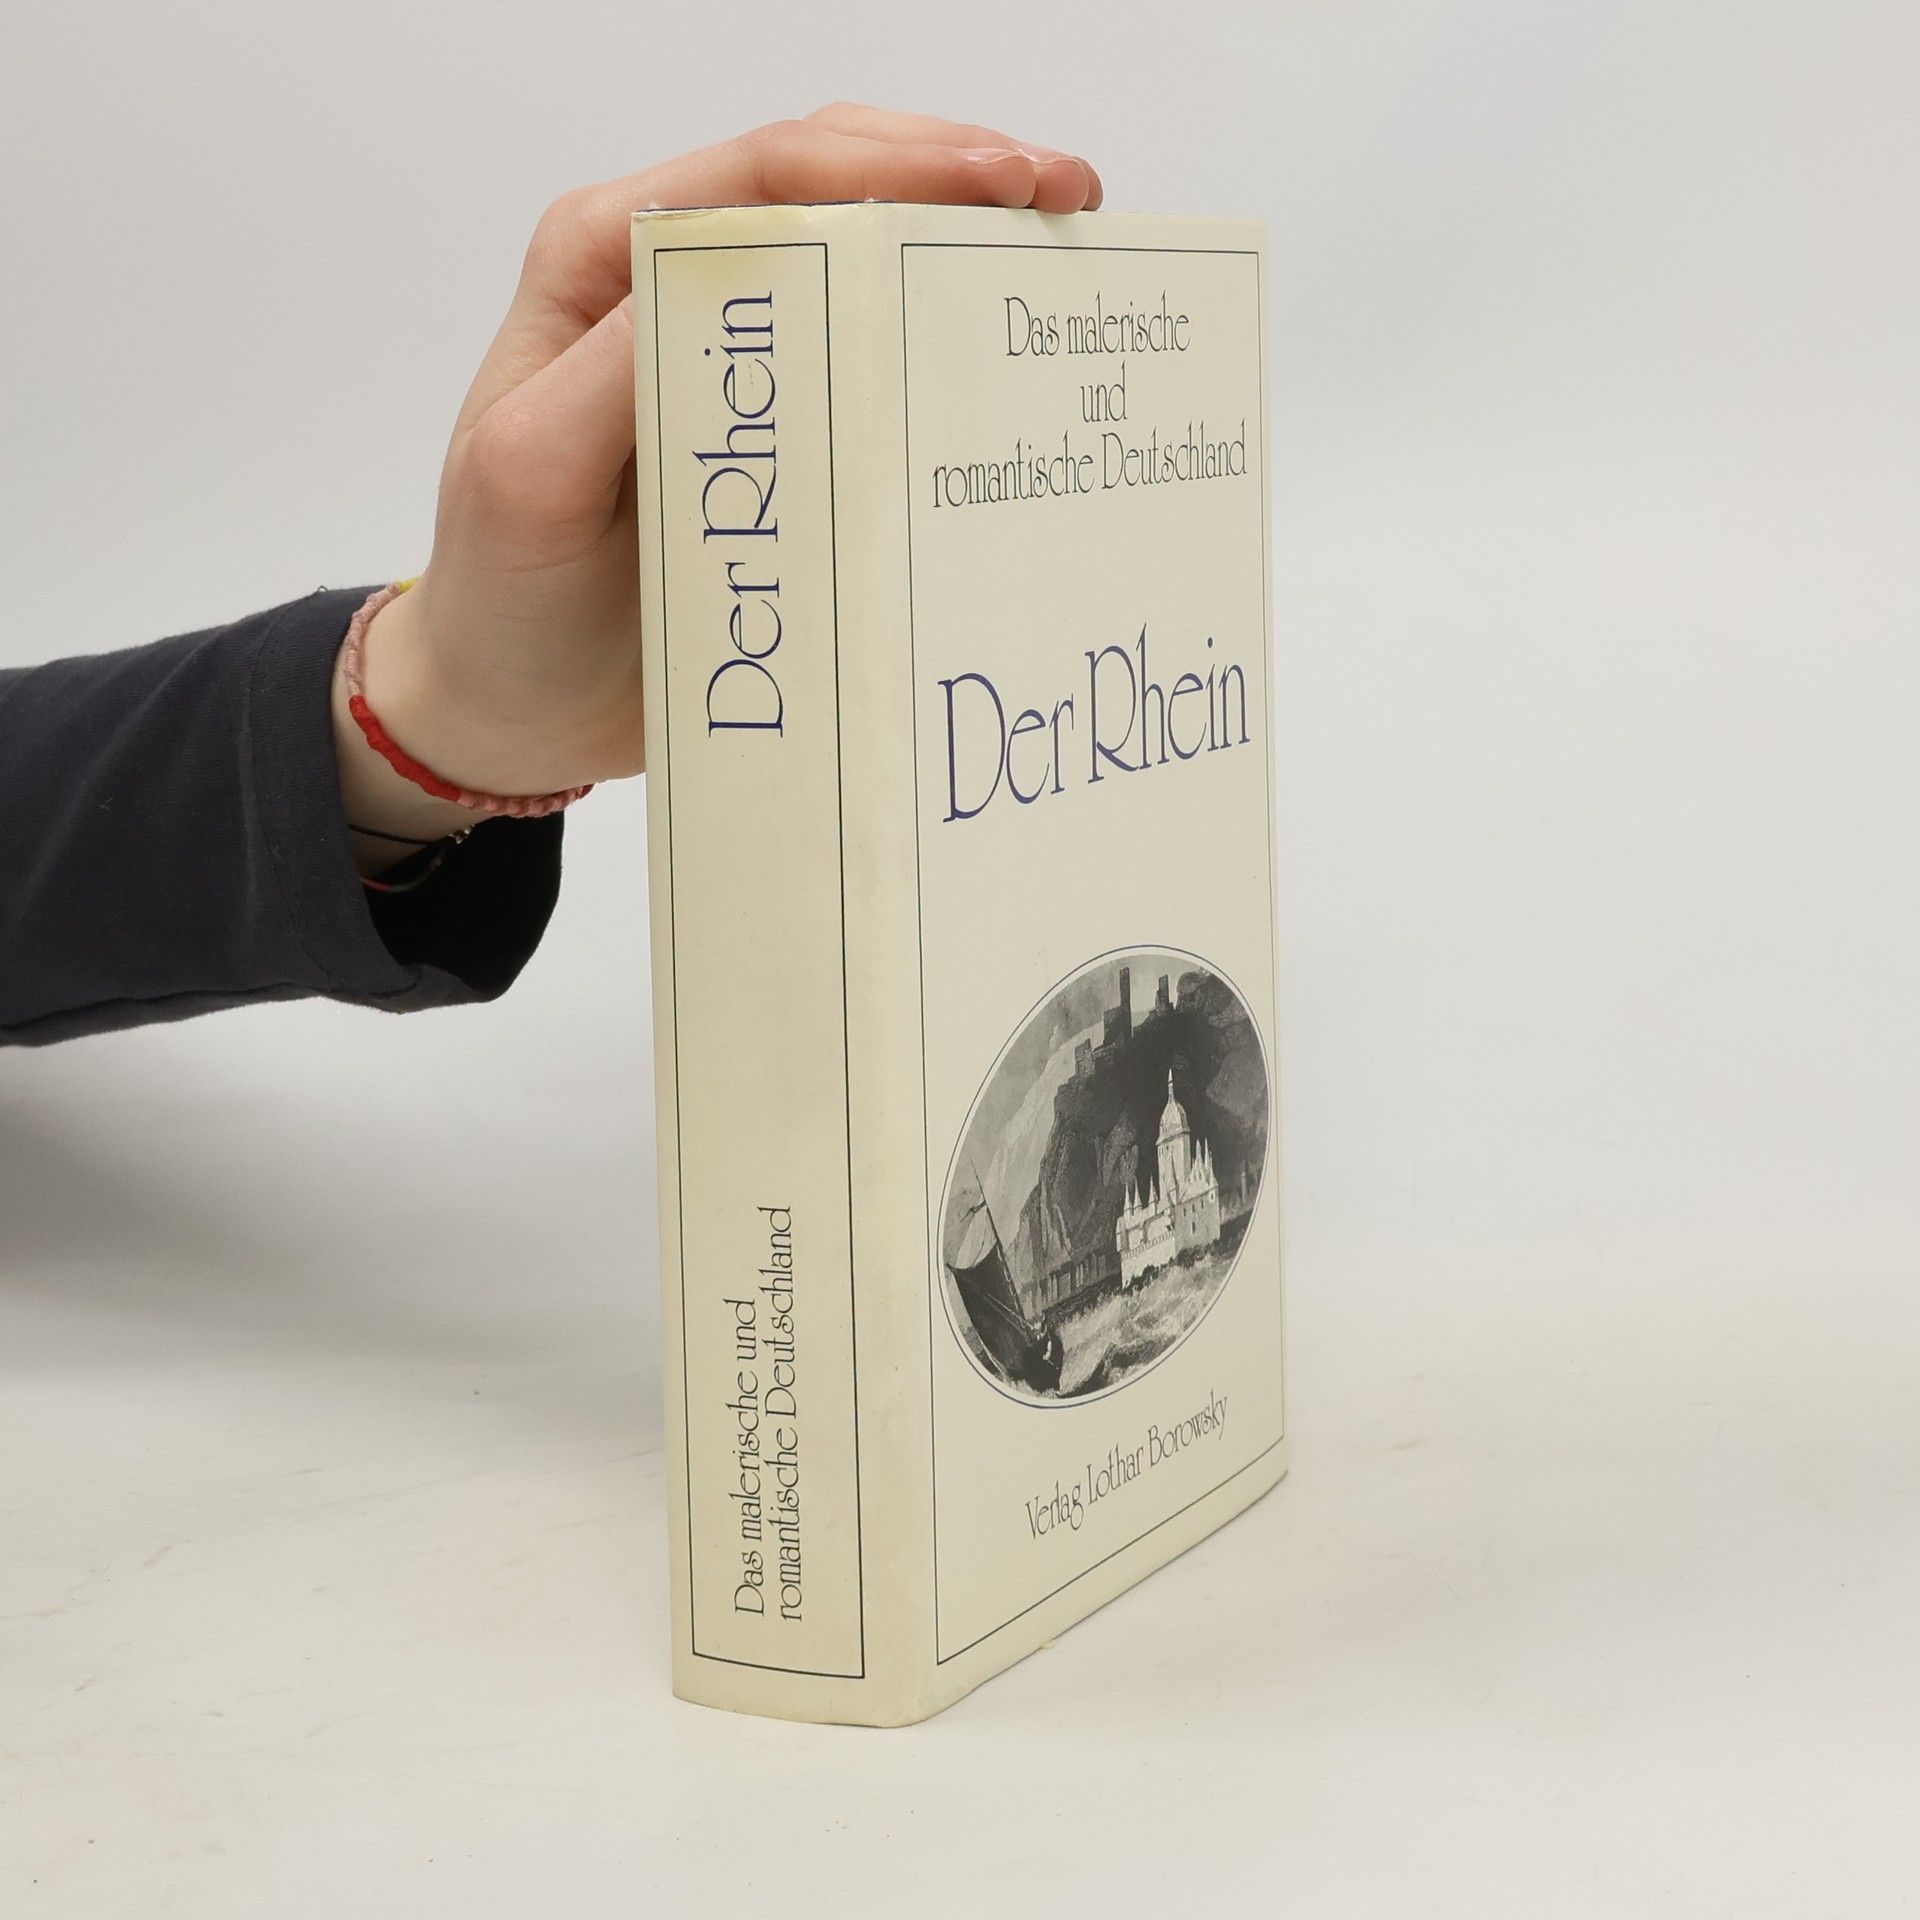 Der Rhein
Das malerische und
romantische Deutschland
Das malerische
und
romantische Deutschland
Der Rhein
Verlag Lothar Borowsky